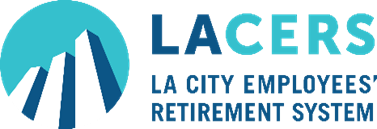 LACERS
LA CITY EMPLOYEES'
RETIREMENT SYSTEM